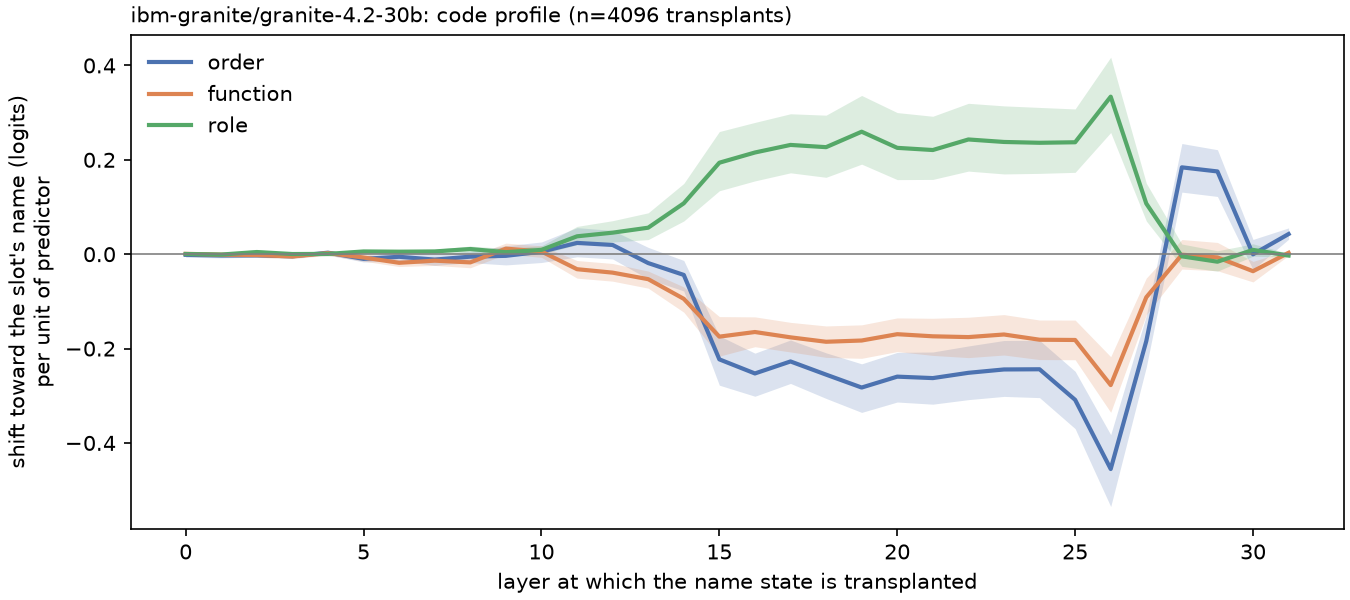 ibm-granite/granite-4.2-30b: code profile (n=4096 transplants)
order
function
role
shift toward the slot's name (logits)
per unit of predictor
0.4
0.2
0.0
−0.2
−0.4
0 5 10 15 20 25 30
layer at which the name state is transplanted